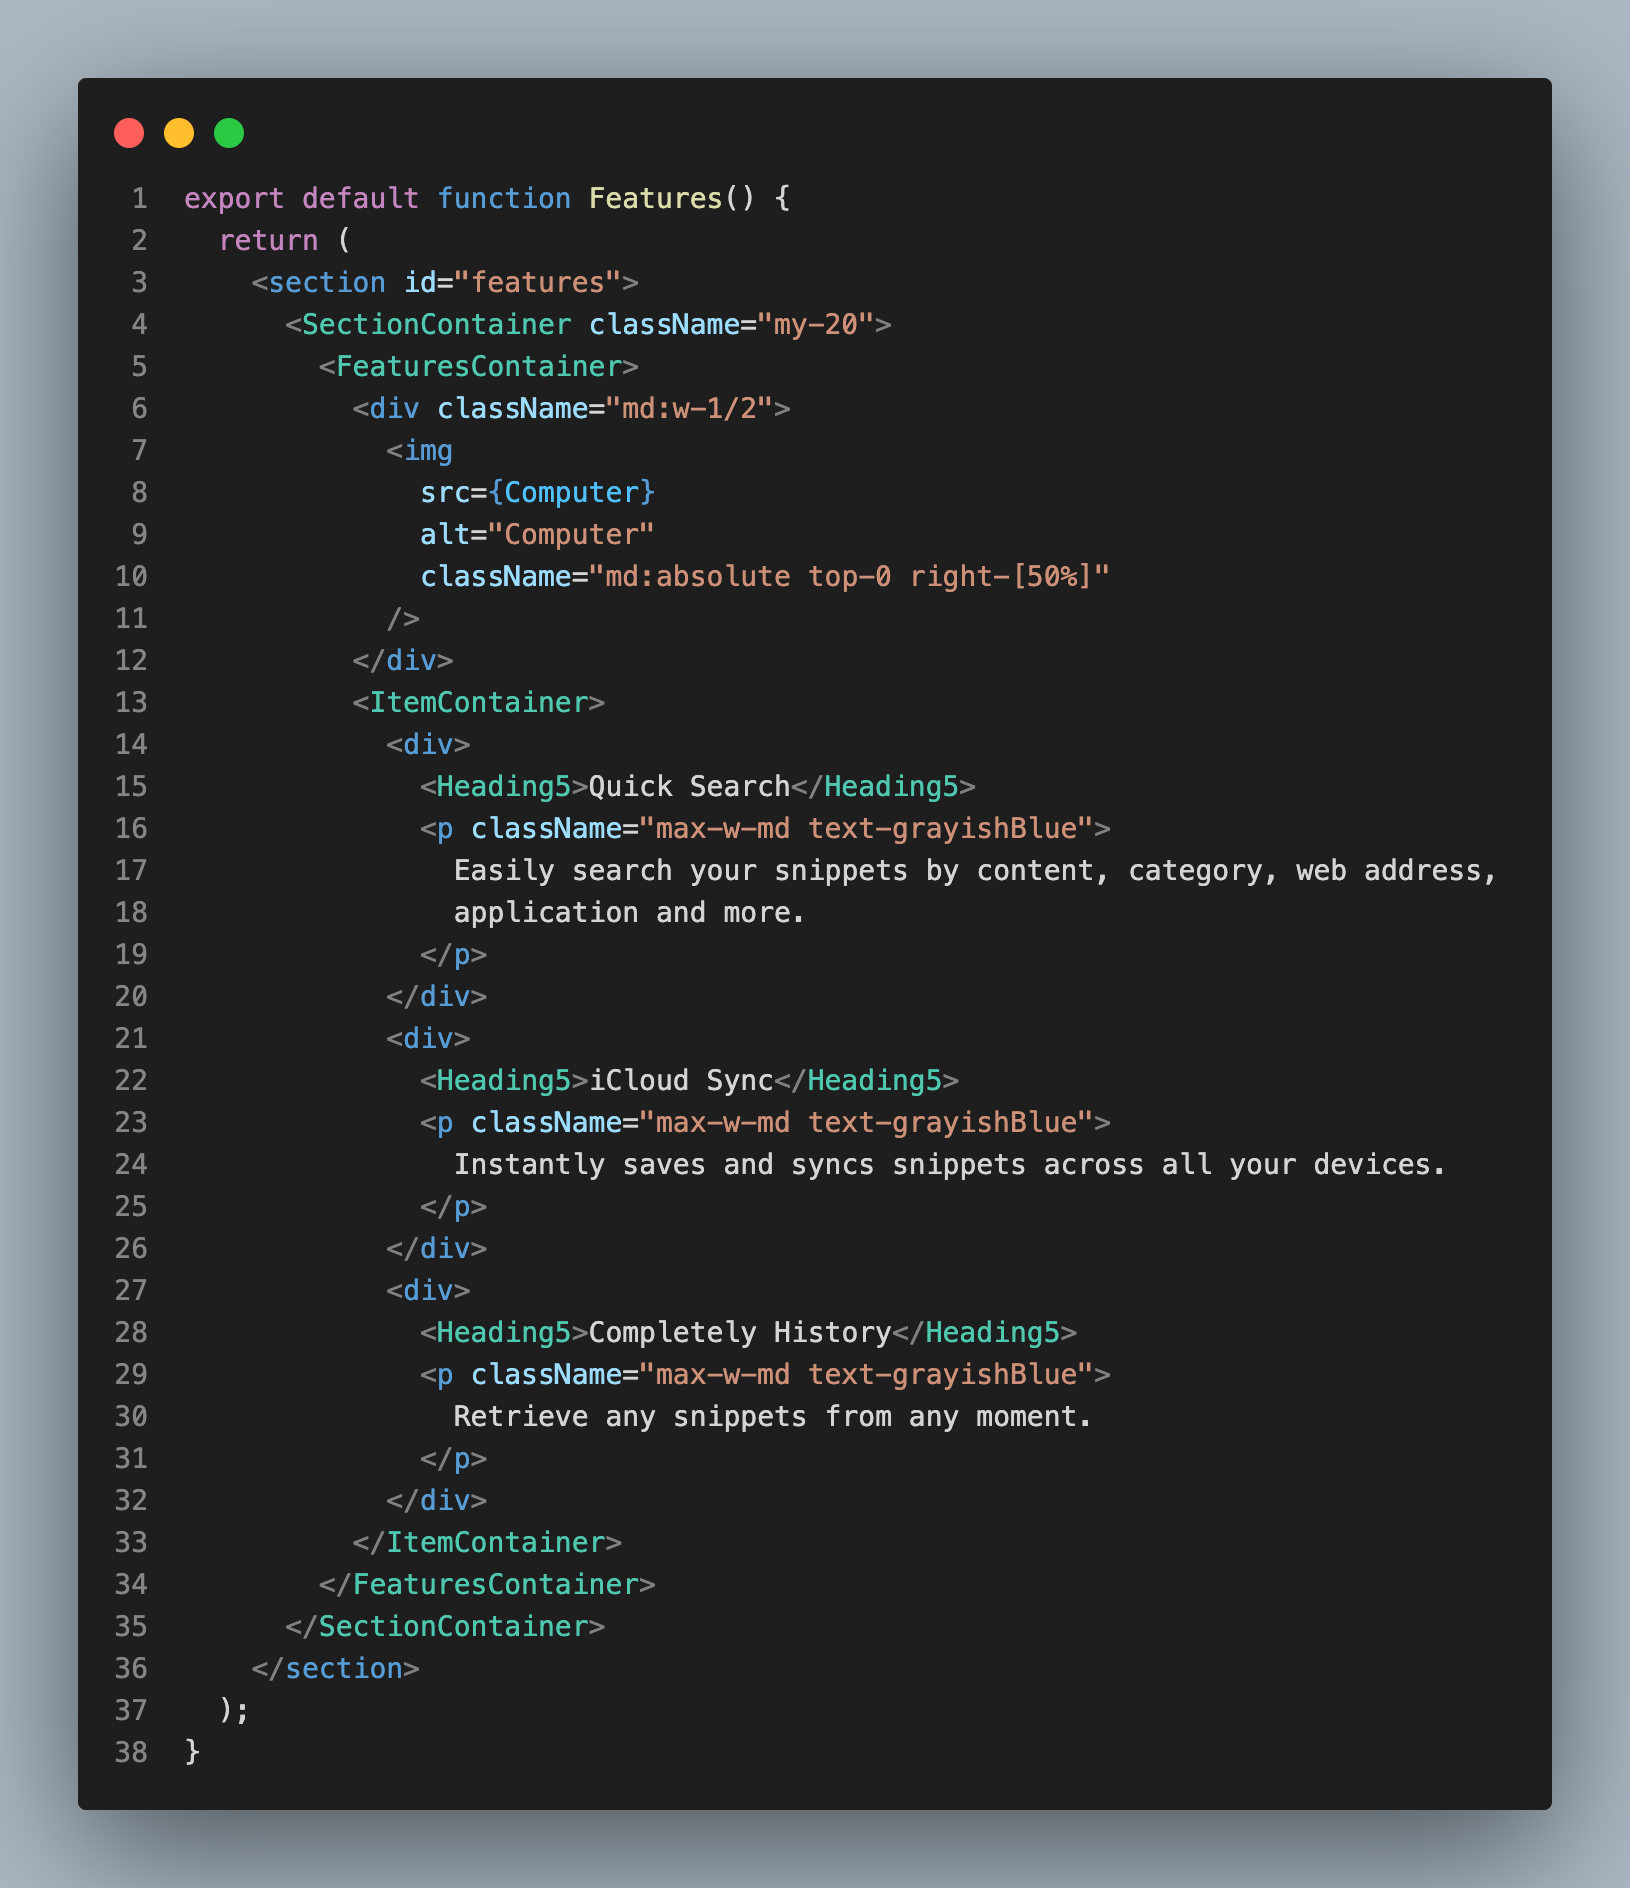 1 export default function Features() {
2   return (
3     <section id="features">
4       <SectionContainer className="my-20">
5         <FeaturesContainer>
6           <div className="md:w-1/2">
7             <img
8               src={Computer}
9               alt="Computer"
10               className="md:absolute top-0 right-[50%]"
11             />
12           </div>
13           <ItemContainer>
14             <div>
15               <Heading5>Quick Search</Heading5>
16               <p className="max-w-md text-grayishBlue">
17                 Easily search your snippets by content, category, web address,
18                 application and more.
19               </p>
20             </div>
21             <div>
22               <Heading5>iCloud Sync</Heading5>
23               <p className="max-w-md text-grayishBlue">
24                 Instantly saves and syncs snippets across all your devices.
25               </p>
26             </div>
27             <div>
28               <Heading5>Completely History</Heading5>
29               <p className="max-w-md text-grayishBlue">
30                 Retrieve any snippets from any moment.
31               </p>
32             </div>
33           </ItemContainer>
34         </FeaturesContainer>
35       </SectionContainer>
36     </section>
37   );
38 }